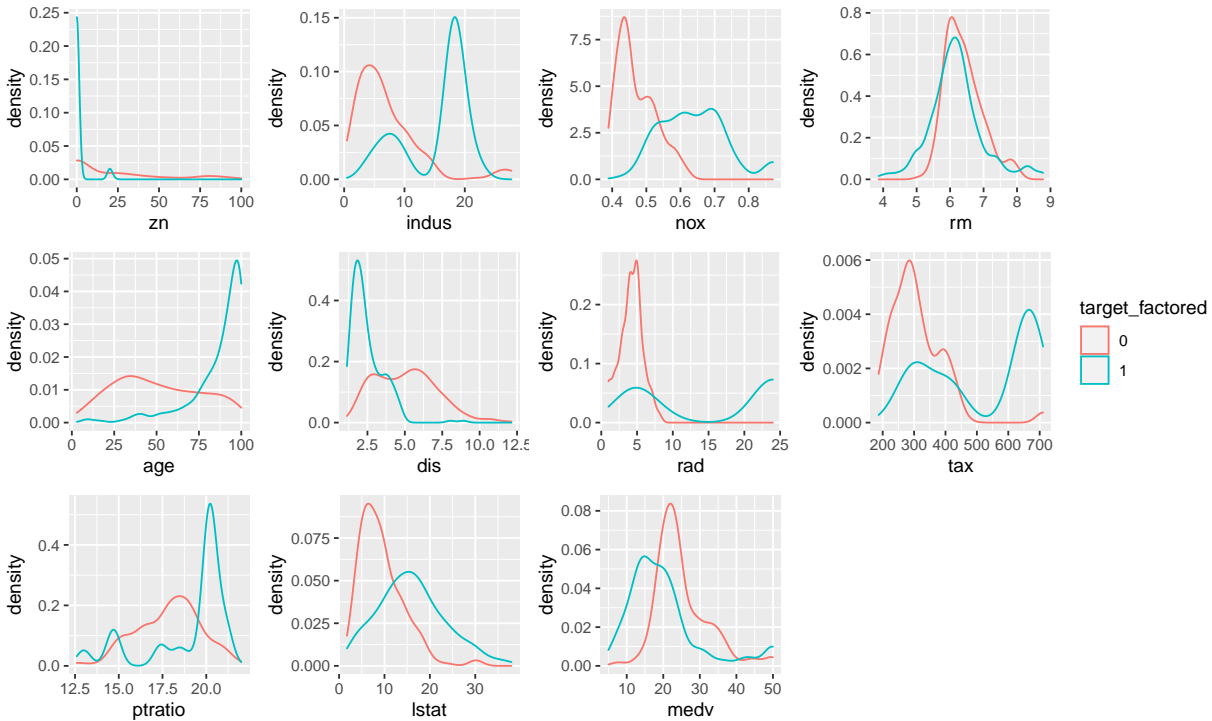 density
0.25
0.20
0.15
0.10
0.05
0.00
0 25 50 75 100
zn
density
0.15
0.10
0.05
0.00
0 10 20
indus
density
7.5
5.0
2.5
0.0
0.4 0.5 0.6 0.7 0.8
nox
density
0.8
0.6
0.4
0.2
0.0
4 5 6 7 8 9
rm
density
0.05
0.04
0.03
0.02
0.01
0.00
0 25 50 75 100
age
density
0.4
0.2
0.0
2.5 5.0 7.5 10.0 12.5
dis
density
0.2
0.1
0.0
0 5 10 15 20 25
rad
density
0.006
0.004
0.002
0.000
200 300 400 500 600 700
tax
target_factored
0
1
density
0.4
0.2
0.0
12.5 15.0 17.5 20.0
ptratio
density
0.075
0.050
0.025
0.000
0 10 20 30
lstat
density
0.08
0.06
0.04
0.02
0.00
10 20 30 40 50
medv